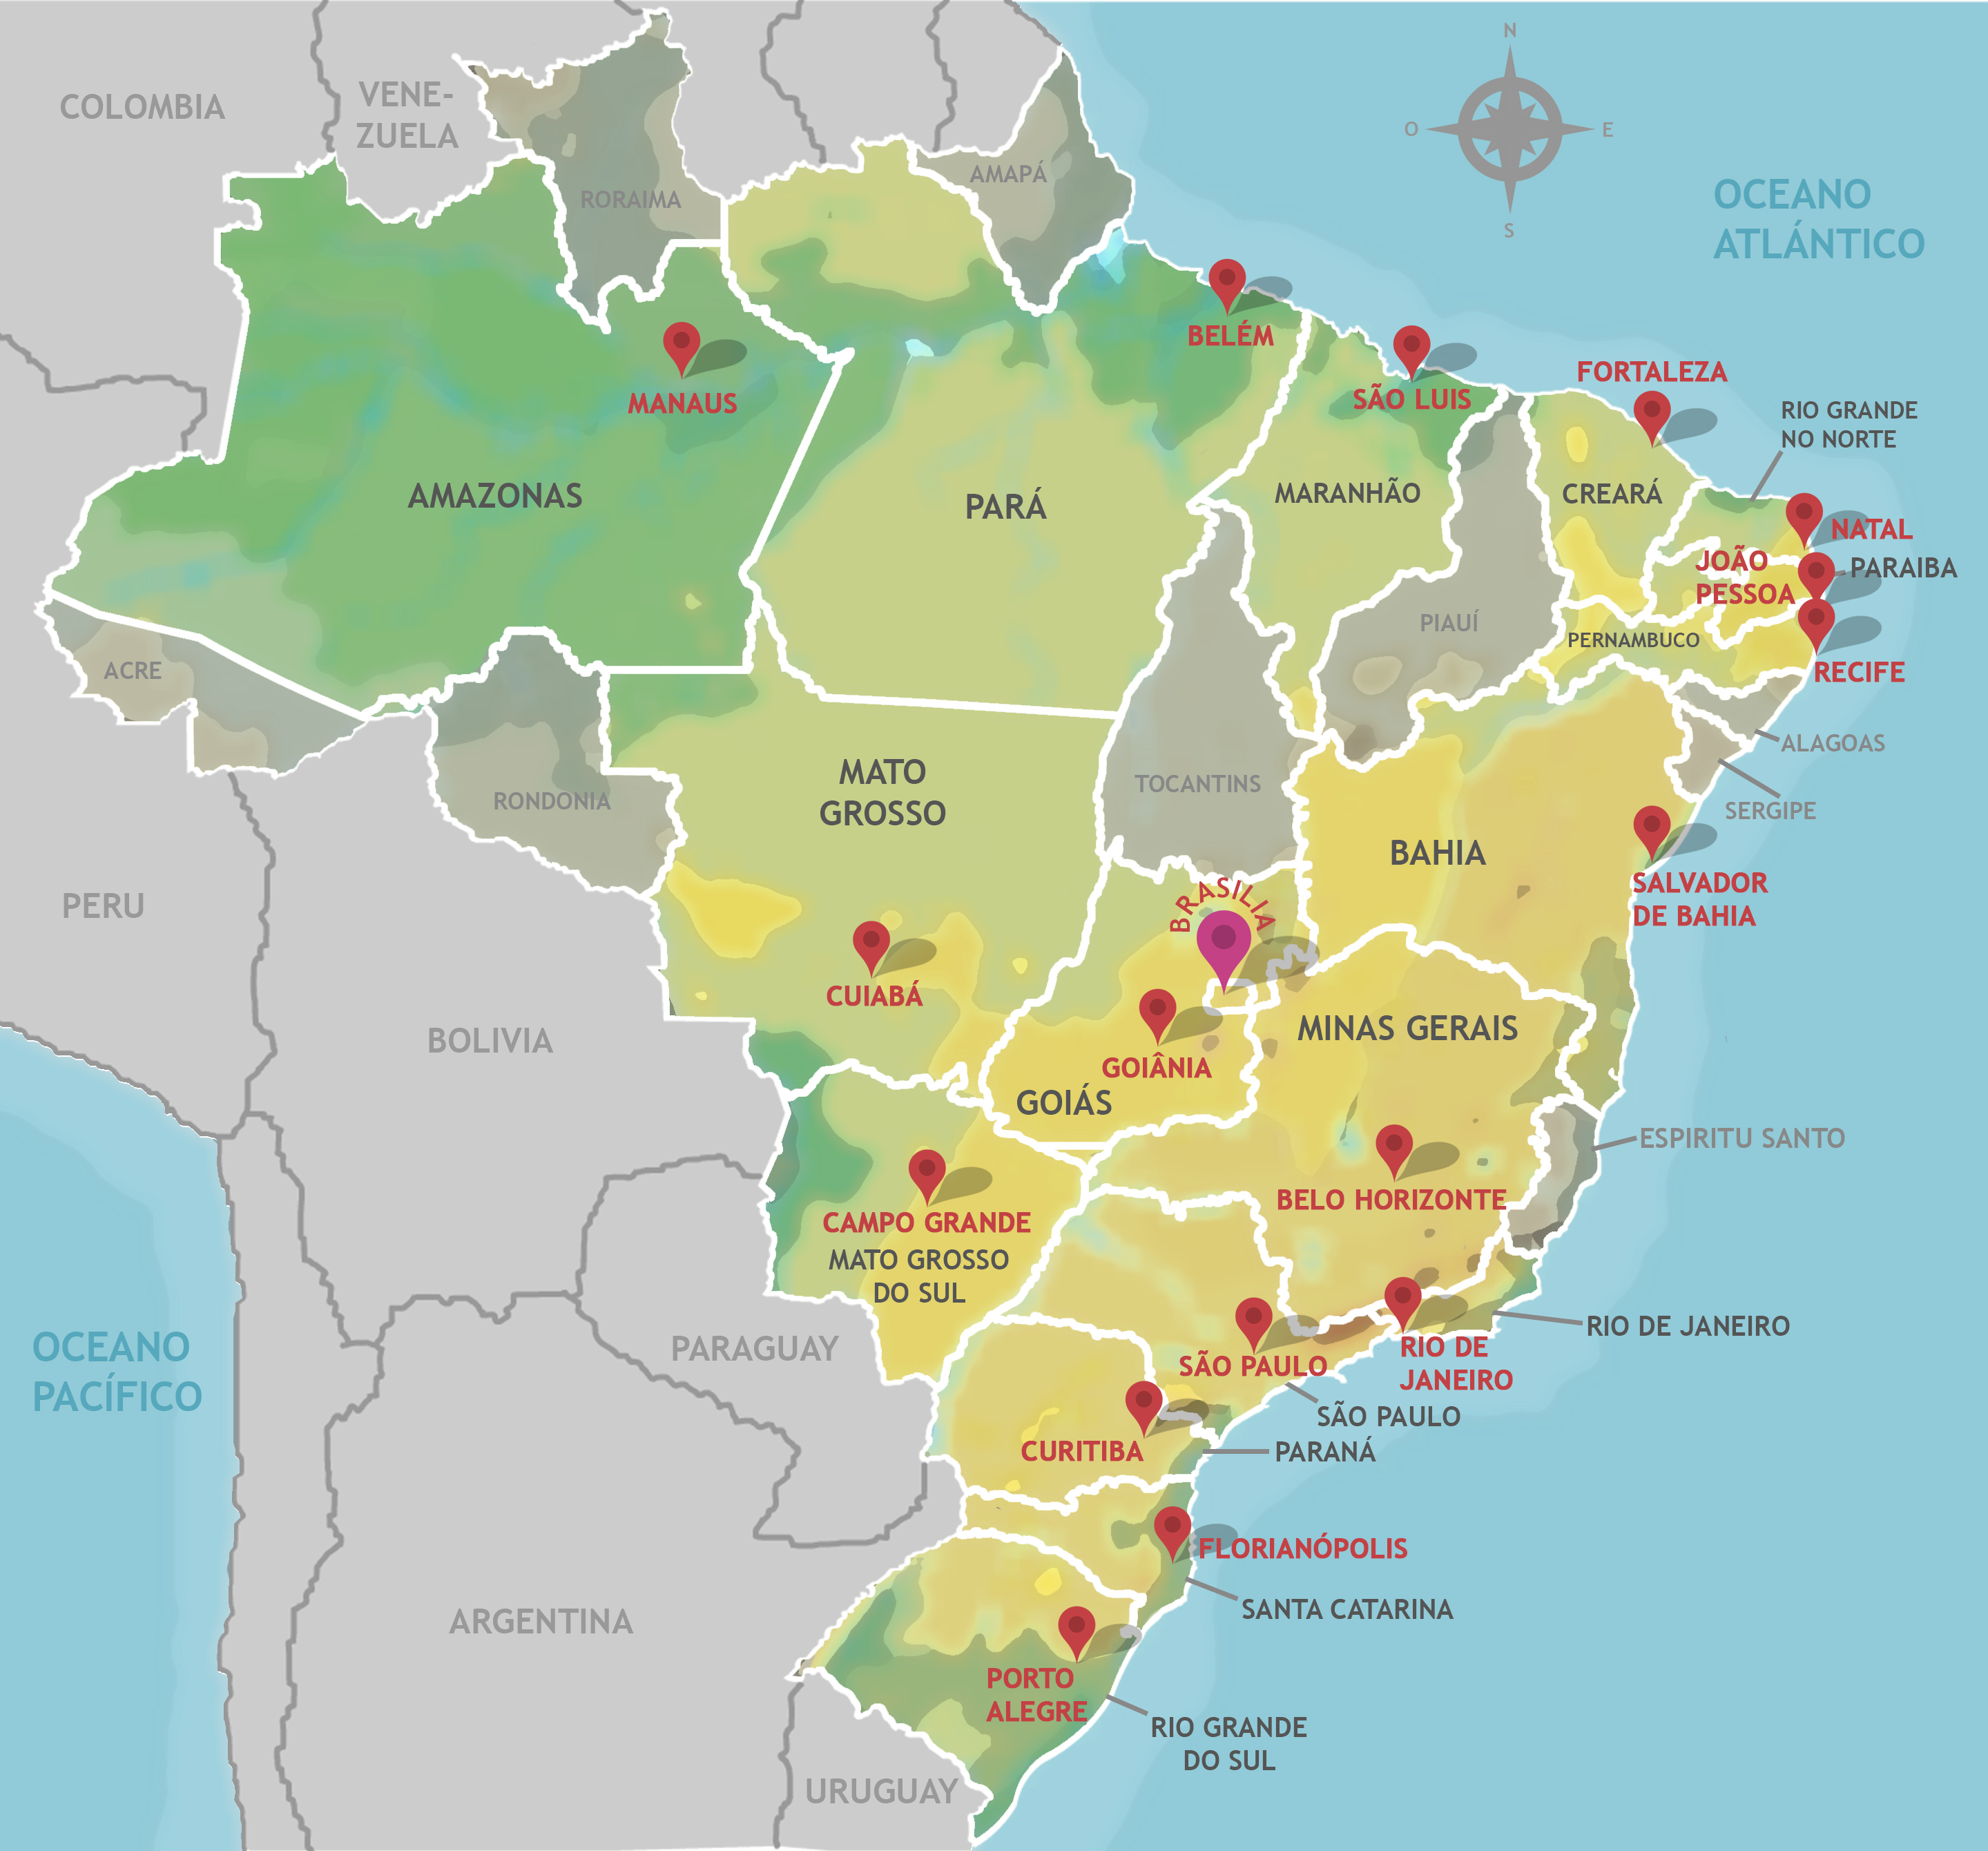 N
O
E
S
COLOMBIA
VENE-
ZUELA
RORAIMA
AMAPÁ
OCEANO
ATLÁNTICO
BELÉM
MANAUS
SÃO LUIS
FORTALEZA
RIO GRANDE
NO NORTE
AMAZONAS
PARÁ
MARANHÃO
CREARÁ
NATAL
JOÃO
PESSOA
PARAIBA
PIAUÍ
PERNAMBUCO
RECIFE
ACRE
RONDONIA
MATO
GROSSO
TOCANTINS
ALAGOAS
SERGIPE
BAHIA
SALVADOR
DE BAHIA
PERU
BRASILIA
CUIABÁ
BOLIVIA
GOIÂNIA
MINAS GERAIS
GOIÁS
ESPIRITU SANTO
BELO HORIZONTE
CAMPO GRANDE
MATO GROSSO
DO SUL
OCEANO
PACÍFICO
PARAGUAY
SÃO PAULO
RIO DE
JANEIRO
RIO DE JANEIRO
SÃO PAULO
CURITIBA
PARANÁ
FLORIANÓPOLIS
SANTA CATARINA
ARGENTINA
PORTO
ALEGRE
RIO GRANDE
DO SUL
URUGUAY